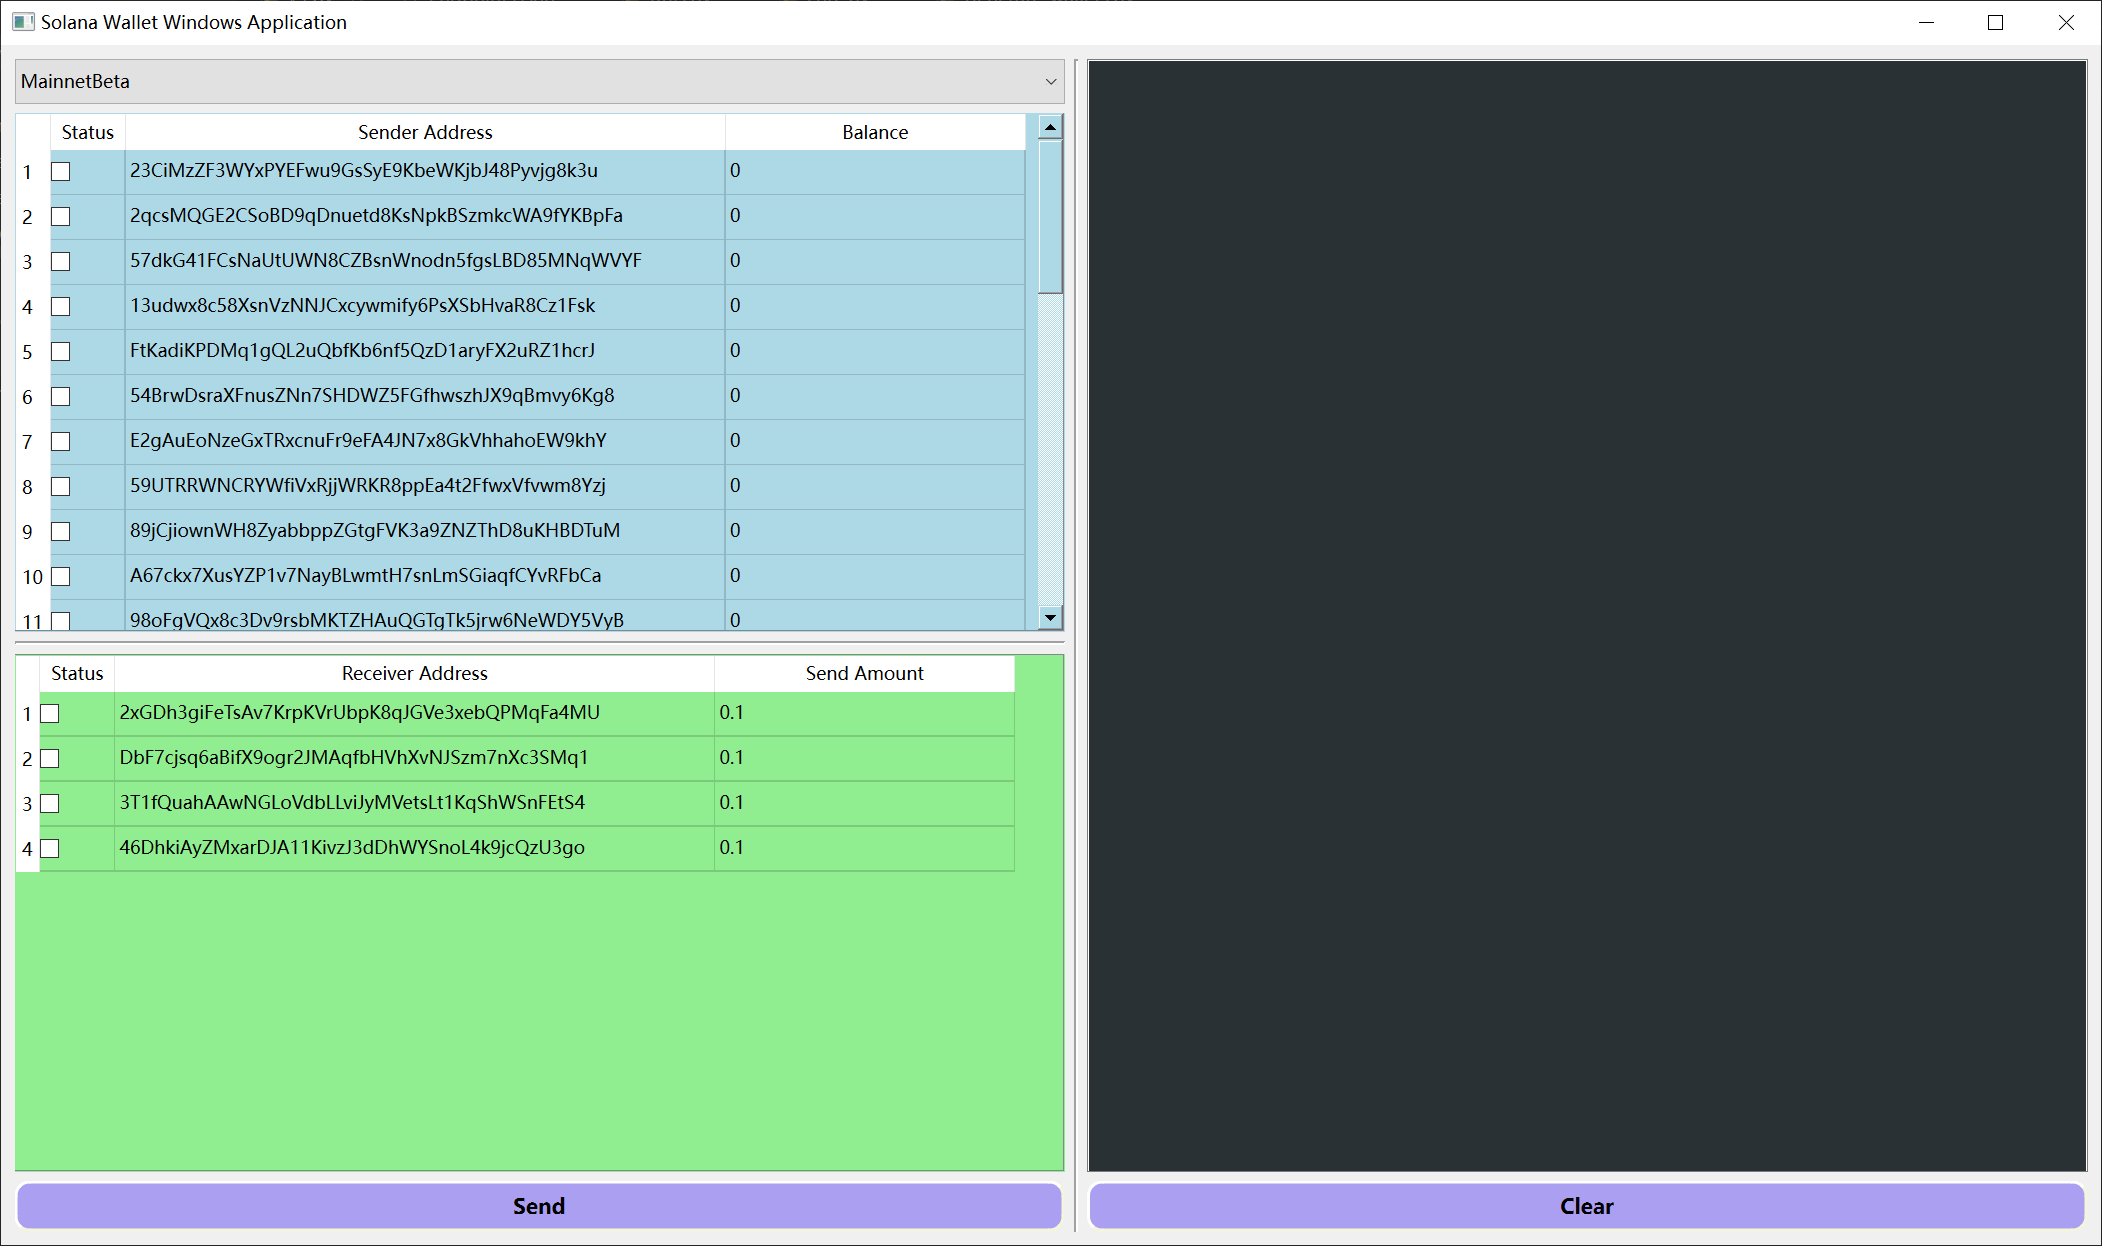 Solana Wallet Windows Application
MainnetBeta
Status Sender Address Balance
1 23CiMzZF3WYxPYEFwu9GsSyE9KbeWKjbJ48Pyvjg8k3u 0
2 2qcsMQGE2CSoBD9qDnuetd8KsNpkBSzmkcWA9fYKBpFa 0
3 57dkG41FCsNaUtUWN8CZBsnWnodn5fgsLBD85MNqWVYF 0
4 13udwx8c58XsnVzNNJCxcywmify6PsXSbHvaR8Cz1Fsk 0
5 FtKadiKPDMq1gQL2uQbfKb6nf5QzD1aryFX2uRZ1hcrJ 0
6 54BrwDsraXFnusZNn7SHDWZ5FGfhwszhJX9qBmvy6Kg8 0
7 E2gAuEoNzeGxTRxcnuFr9eFA4JN7x8GkVhhahoEW9khY 0
8 59UTRRWNCRYWfiVxRjjWRKR8ppEa4t2FfwxVfvwm8Yzj 0
9 89jCjiownWH8ZyabbppZGtgFVK3a9ZNZThD8uKHBDTuM 0
10 A67ckx7XusYZP1v7NayBLwmtH7snLmSGiaqfCYvRFbCa 0
11 98oFgVQx8c3Dv9rsbMKTZHAuQGTgTk5jrw6NeWDY5VyB 0
Status Receiver Address Send Amount
1 2xGDh3giFeTsAv7KrpKVrUbpK8qJGVe3xebQPMqFa4MU 0.1
2 DbF7cjsq6aBifX9ogr2JMAqfbHVhXvNJSzm7nXc3SMq1 0.1
3 3T1fQuahAAwNGLoVdbLLviJyMVetsLt1KqShWSnFEtS4 0.1
4 46DhkiAyZMxarDJA11KivzJ3dDhWYSnoL4k9jcQzU3go 0.1
Send
Clear